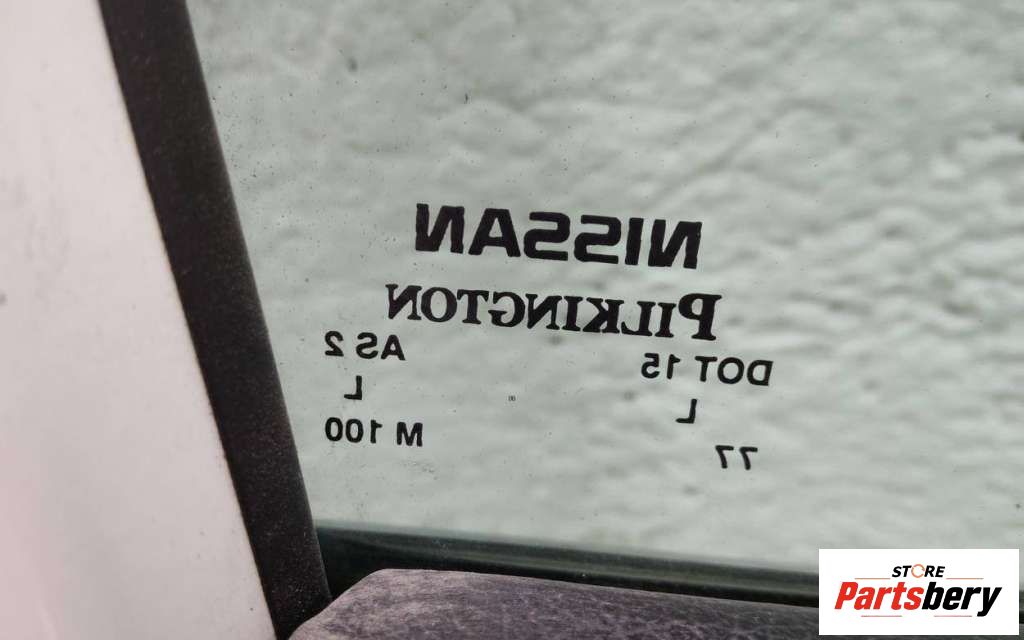 NISSAN
PILKINGTON
DOT 15 AS 2
L L
77 M 100
STORE
Partsbery